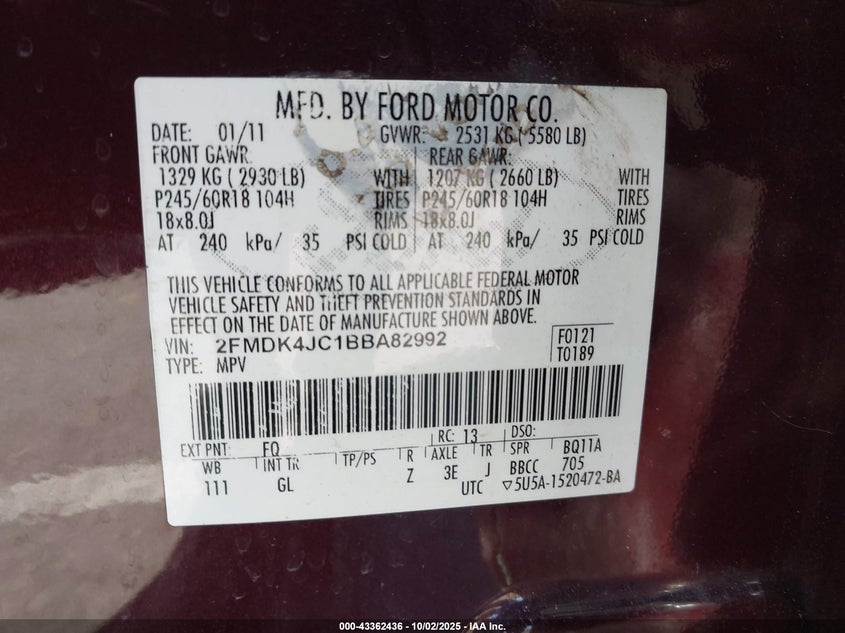 MFD. BY FORD MOTOR CO.
DATE: 01/11 GVWR: 2531 KG ( 5580 LB)
FRONT GAWR: REAR GAWR:
1329 KG ( 2930 LB) WITH 1207 KG ( 2660 LB) WITH
P245/60R18 104H TIRES P245/60R18 104H TIRES
18x8.0J RIMS 18x8.0J RIMS
AT 240 kPa/ 35 PSI COLD AT 240 kPa/ 35 PSI COLD
THIS VEHICLE CONFORMS TO ALL APPLICABLE FEDERAL MOTOR
VEHICLE SAFETY AND THEFT PREVENTION STANDARDS IN
EFFECT ON THE DATE OF MANUFACTURE SHOWN ABOVE.
VIN: 2FMDK4JC1BBA82992 F0121
TYPE: MPV T0189
EXT PNT: FQ RC: 13 DSO:
WB INT TR TP/PS R AXLE TR SPR BQ11A
111 GL Z 3E J BBCC 705
UTC ▽5U5A-1520472-BA
000-43362436 - 10/02/2025 - IAA Inc.